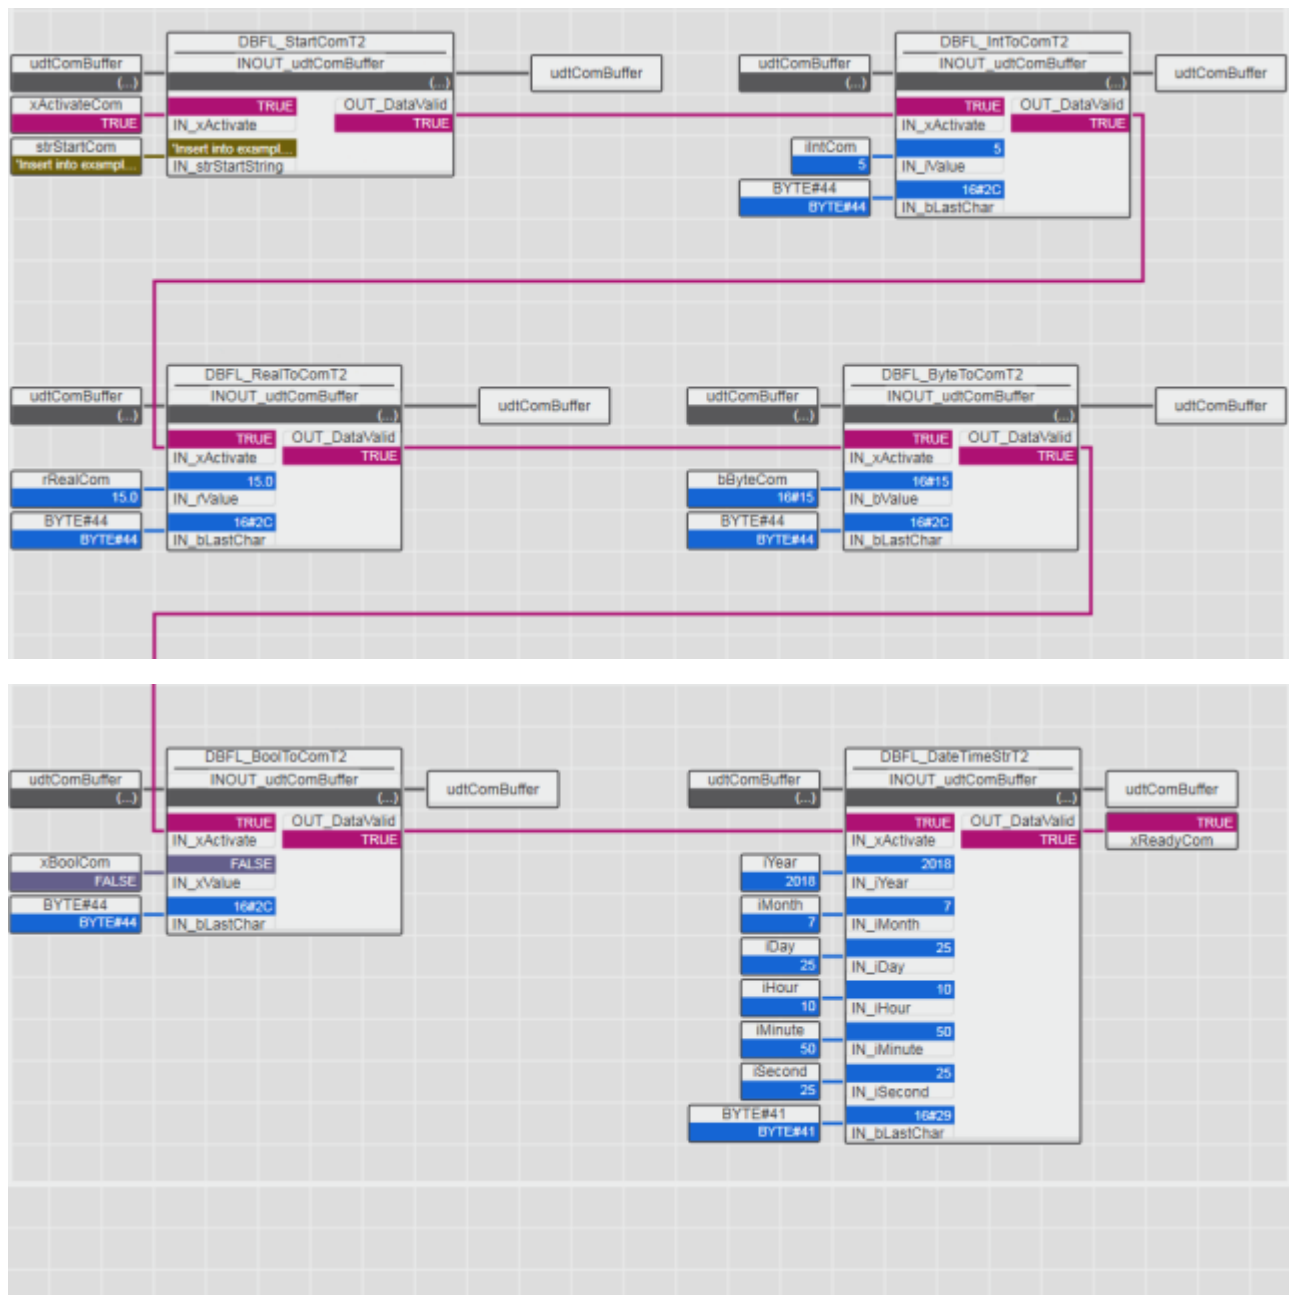 DBFL_StartComT2
udtComBuffer
(...)
INOUT_udtComBuffer
(...)
udtComBuffer
xActivateCom
TRUE
TRUE
IN_xActivate
OUT_DataValid
TRUE
strStartCom
'Insert into exampl...
'Insert into exampl...
IN_strStartString
DBFL_IntToComT2
udtComBuffer
(...)
INOUT_udtComBuffer
(...)
udtComBuffer
TRUE
IN_xActivate
OUT_DataValid
TRUE
iIntCom
5
5
IN_iValue
BYTE#44
BYTE#44
16#2C
IN_bLastChar
DBFL_RealToComT2
udtComBuffer
(...)
INOUT_udtComBuffer
(...)
udtComBuffer
TRUE
IN_xActivate
OUT_DataValid
TRUE
rRealCom
15.0
15.0
IN_rValue
BYTE#44
BYTE#44
16#2C
IN_bLastChar
DBFL_ByteToComT2
udtComBuffer
(...)
INOUT_udtComBuffer
(...)
udtComBuffer
TRUE
IN_xActivate
OUT_DataValid
TRUE
bByteCom
16#15
16#15
IN_bValue
BYTE#44
BYTE#44
16#2C
IN_bLastChar
DBFL_BoolToComT2
udtComBuffer
(...)
INOUT_udtComBuffer
(...)
udtComBuffer
TRUE
IN_xActivate
OUT_DataValid
TRUE
xBoolCom
FALSE
FALSE
IN_xValue
BYTE#44
BYTE#44
16#2C
IN_bLastChar
DBFL_DateTimeStrT2
udtComBuffer
(...)
INOUT_udtComBuffer
(...)
udtComBuffer
TRUE
IN_xActivate
OUT_DataValid
TRUE
TRUE
xReadyCom
iYear
2018
2018
IN_iYear
iMonth
7
7
IN_iMonth
iDay
25
25
IN_iDay
iHour
10
10
IN_iHour
iMinute
50
50
IN_iMinute
iSecond
25
25
IN_iSecond
BYTE#41
BYTE#41
16#29
IN_bLastChar